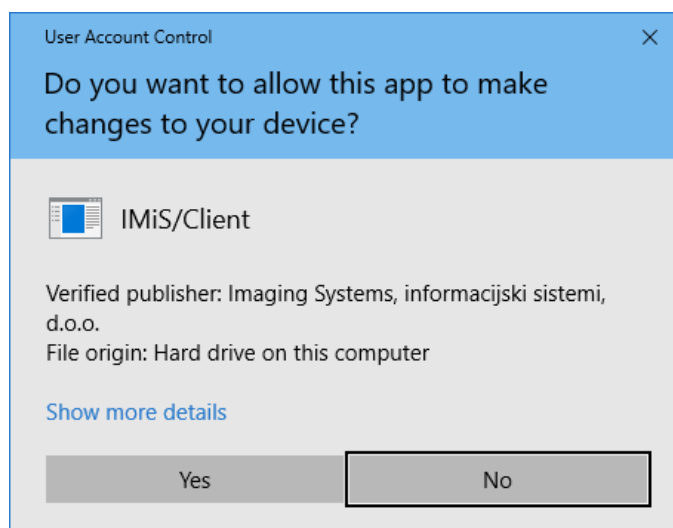 User Account Control
Do you want to allow this app to make
changes to your device?
IMiS/Client
Verified publisher: Imaging Systems, informacijski sistemi,
d.o.o.
File origin: Hard drive on this computer
Show more details
Yes
No